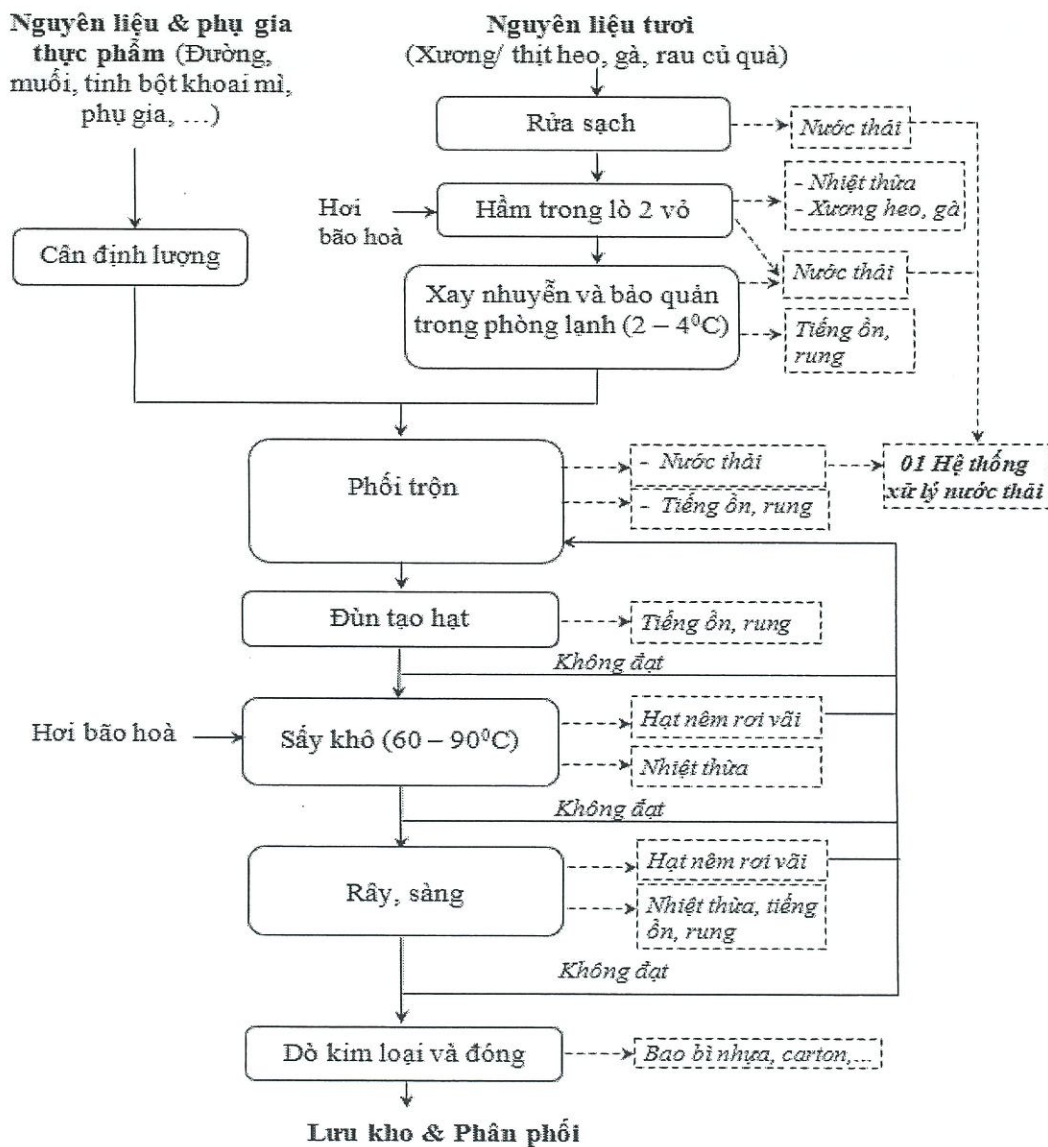 Nguyên liệu & phụ gia
thực phẩm (Đường,
muối, tinh bột khoai mì,
phụ gia, …)
Nguyên liệu tươi
(Xương/ thịt heo, gà, rau củ quả)
Rửa sạch
Nước thải
Hơi
bão hoà
Hầm trong lò 2 vỏ
- Nhiệt thừa
- Xương heo, gà
Cân định lượng
Nước thải
Xay nhuyễn và bảo quản
trong phòng lạnh (2 – 4⁰C)
Tiếng ồn,
rung
Phối trộn
- Nước thải
- Tiếng ồn, rung
01 Hệ thống
xử lý nước thải
Đùn tạo hạt
Tiếng ồn, rung
Không đạt
Hơi bão hoà
Sấy khô (60 – 90⁰C)
Hạt nêm rơi vãi
Nhiệt thừa
Không đạt
Rây, sàng
Hạt nêm rơi vãi
Nhiệt thừa, tiếng
ồn, rung
Không đạt
Dò kim loại và đóng
Bao bì nhựa, carton,...
Lưu kho & Phân phối